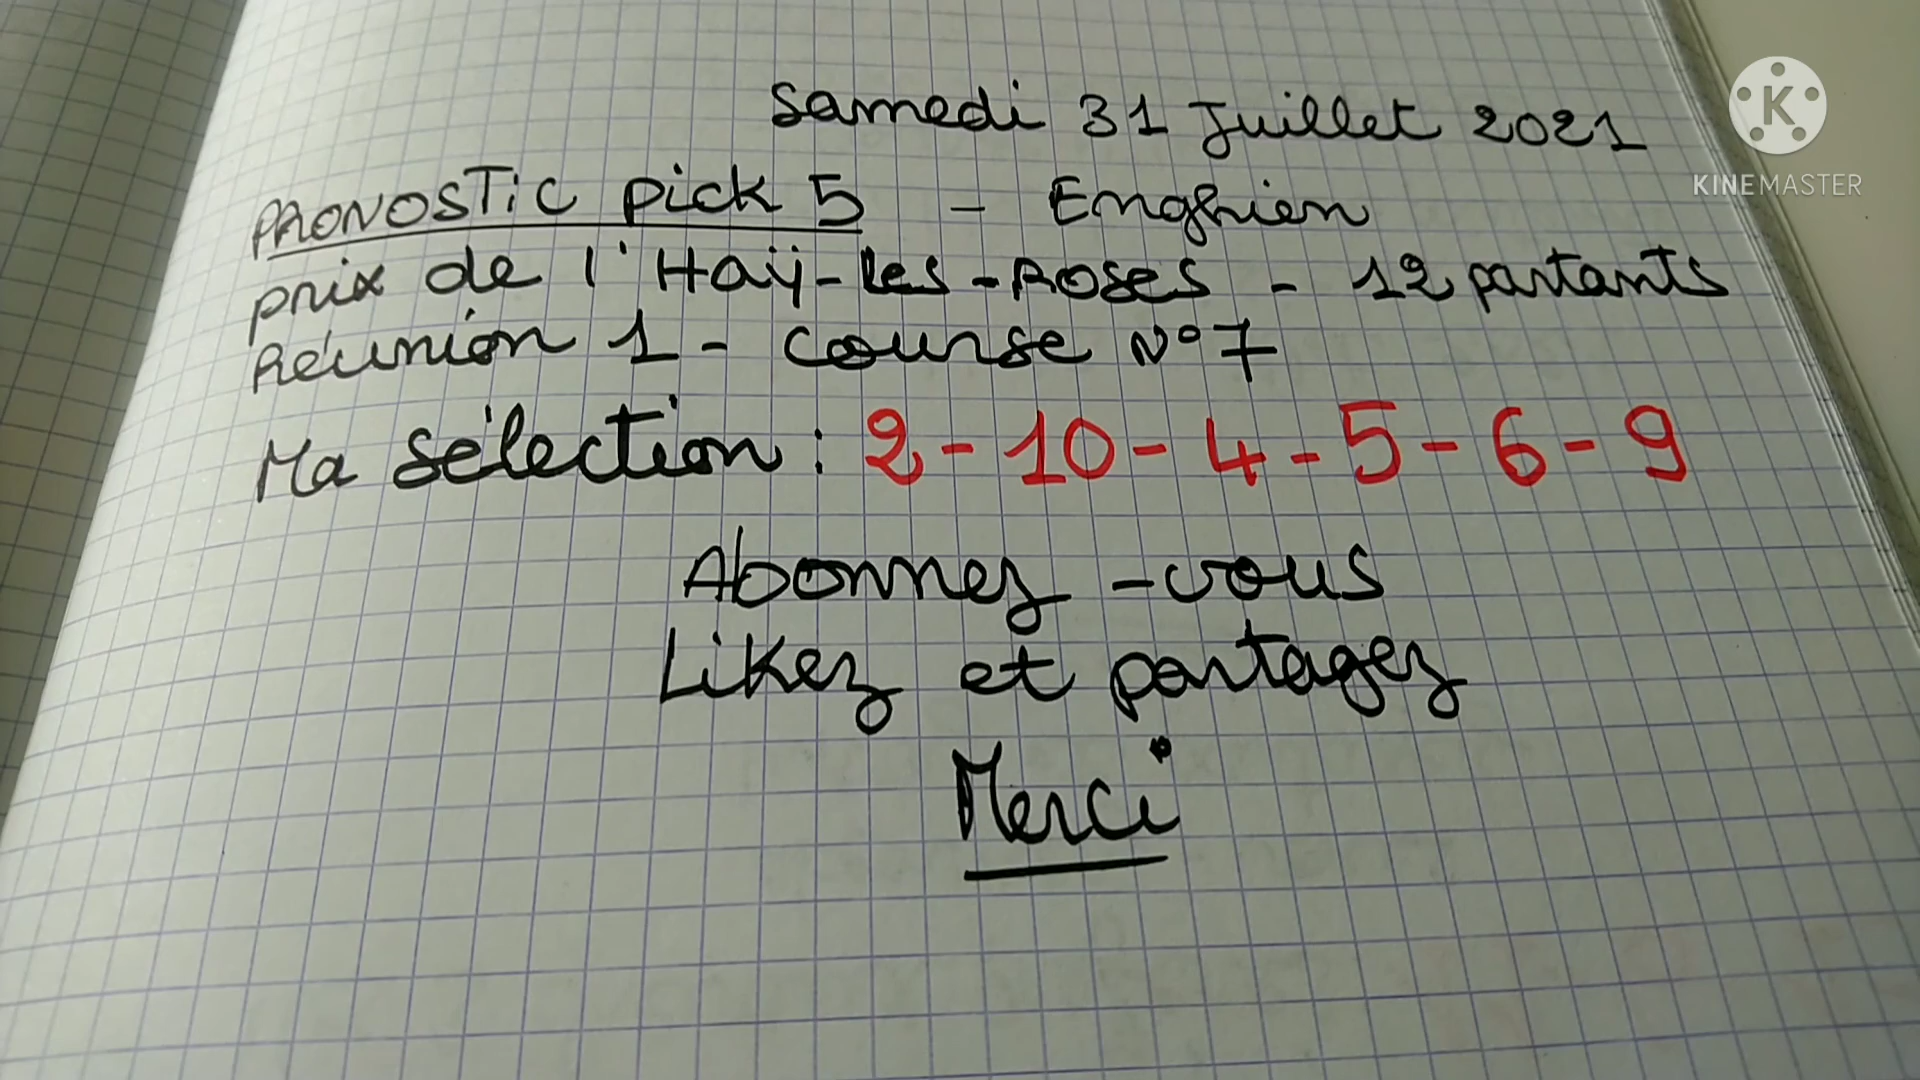 Samedi 31 Juillet 2021
PRONOSTIC Pick 5 - Enghien
prix de l'Haÿ-Les-Roses - 12 partants
Réunion 1 - course N°7
Ma sélection : 2 - 10 - 4 - 5 - 6 - 9
Abonnez-vous
Likez et partagez
Merci
K
KINEMASTER